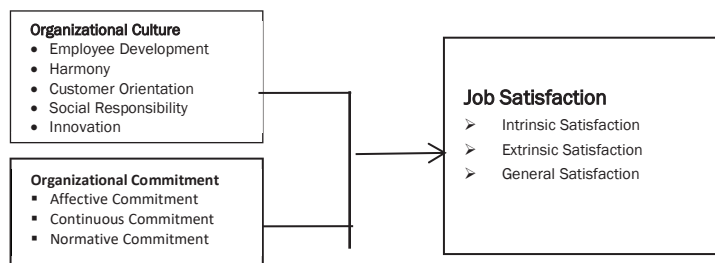 Organizational Culture
• Employee Development
• Harmony
• Customer Orientation
• Social Responsibility
• Innovation
Organizational Commitment
▪ Affective Commitment
▪ Continuous Commitment
▪ Normative Commitment
Job Satisfaction
➢ Intrinsic Satisfaction
➢ Extrinsic Satisfaction
➢ General Satisfaction